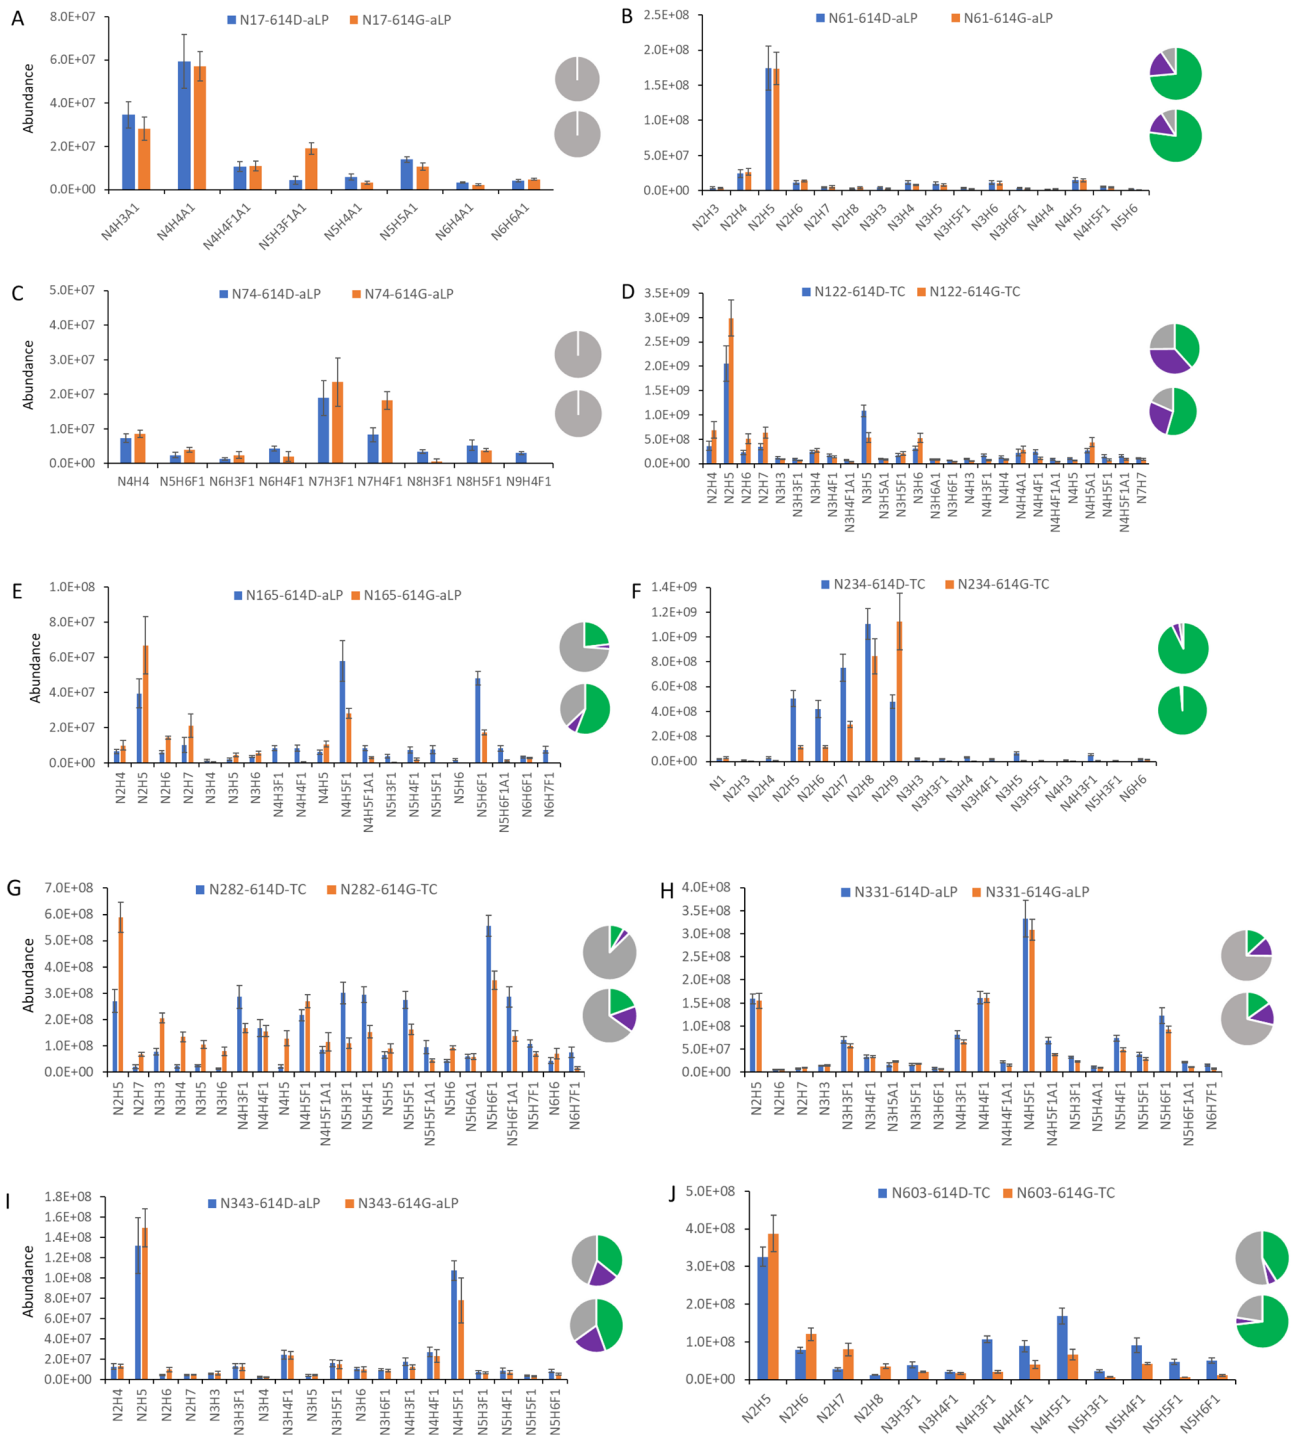 A
N17-614D-aLP N17-614G-aLP
Abundance
8.0E+07
6.0E+07
4.0E+07
2.0E+07
0.0E+00
N4H3A1 N4H4A1 N4H4F1A1 N5H3F1A1 N5H4A1 N5H5A1 N6H4A1 N6H6A1
B
N61-614D-aLP N61-614G-aLP
2.5E+08
2.0E+08
1.5E+08
1.0E+08
5.0E+07
0.0E+00
N2H3 N2H4 N2H5 N2H6 N2H7 N2H8 N3H3 N3H4 N3H5 N3H5F1 N3H6 N3H6F1 N4H4 N4H5 N4H5F1 N5H6
C
N74-614D-aLP N74-614G-aLP
Abundance
5.0E+07
4.0E+07
3.0E+07
2.0E+07
1.0E+07
0.0E+00
N4H4 N5H6F1 N6H3F1 N6H4F1 N7H3F1 N7H4F1 N8H3F1 N8H5F1 N9H4F1
D
N122-614D-TC N122-614G-TC
3.5E+09
3.0E+09
2.5E+09
2.0E+09
1.5E+09
1.0E+09
5.0E+08
0.0E+00
N2H4 N2H5 N2H6 N2H7 N3H3 N3H3F1 N3H4 N3H4F1 N3H4F1A1 N3H5 N3H5A1 N3H5F1 N3H6 N3H6A1 N3H6F1 N4H3 N4H3F1 N4H4 N4H4A1 N4H4F1 N4H4F1A1 N4H5 N4H5A1 N4H5F1 N4H5F1A1 N7H7
E
N165-614D-aLP N165-614G-aLP
Abundance
1.0E+08
8.0E+07
6.0E+07
4.0E+07
2.0E+07
0.0E+00
N2H4 N2H5 N2H6 N2H7 N3H4 N3H5 N3H6 N4H3F1 N4H4F1 N4H5 N4H5F1 N4H5F1A1 N5H3F1 N5H4F1 N5H5F1 N5H6 N5H6F1 N5H6F1A1 N6H6F1 N6H7F1
F
N234-614D-TC N234-614G-TC
1.4E+09
1.2E+09
1.0E+09
8.0E+08
6.0E+08
4.0E+08
2.0E+08
0.0E+00
N1 N2H3 N2H4 N2H5 N2H6 N2H7 N2H8 N2H9 N3H3 N3H3F1 N3H4 N3H4F1 N3H5 N3H5F1 N4H3 N4H3F1 N5H3F1 N6H6
G
N282-614D-TC N282-614G-TC
Abundance
7.0E+08
6.0E+08
5.0E+08
4.0E+08
3.0E+08
2.0E+08
1.0E+08
0.0E+00
N2H5 N2H7 N3H3 N3H4 N3H5 N3H6 N4H3F1 N4H4F1 N4H5 N4H5F1 N4H5F1A1 N5H3F1 N5H4F1 N5H5 N5H5F1 N5H5F1A1 N5H6 N5H6A1 N5H6F1 N5H6F1A1 N5H7F1 N6H6 N6H7F1
H
N331-614D-aLP N331-614G-aLP
4.0E+08
3.5E+08
3.0E+08
2.5E+08
2.0E+08
1.5E+08
1.0E+08
5.0E+07
0.0E+00
N2H5 N2H6 N2H7 N3H3 N3H3F1 N3H4F1 N3H5A1 N3H5F1 N3H6F1 N4H3F1 N4H4F1 N4H4F1A1 N4H5F1 N4H5F1A1 N5H3F1 N5H4A1 N5H4F1 N5H5F1 N5H6F1 N5H6F1A1 N6H7F1
I
N343-614D-aLP N343-614G-aLP
Abundance
1.8E+08
1.6E+08
1.4E+08
1.2E+08
1.0E+08
8.0E+07
6.0E+07
4.0E+07
2.0E+07
0.0E+00
N2H4 N2H5 N2H6 N2H7 N3H3 N3H3F1 N3H4 N3H4F1 N3H5 N3H5F1 N3H6 N3H6F1 N4H3F1 N4H4F1 N4H5F1 N5H3F1 N5H4F1 N5H5F1 N5H6F1
J
N603-614D-TC N603-614G-TC
5.0E+08
4.0E+08
3.0E+08
2.0E+08
1.0E+08
0.0E+00
N2H5 N2H6 N2H7 N2H8 N3H3F1 N3H4F1 N4H3F1 N4H4F1 N4H5F1 N5H3F1 N5H4F1 N5H5F1 N5H6F1